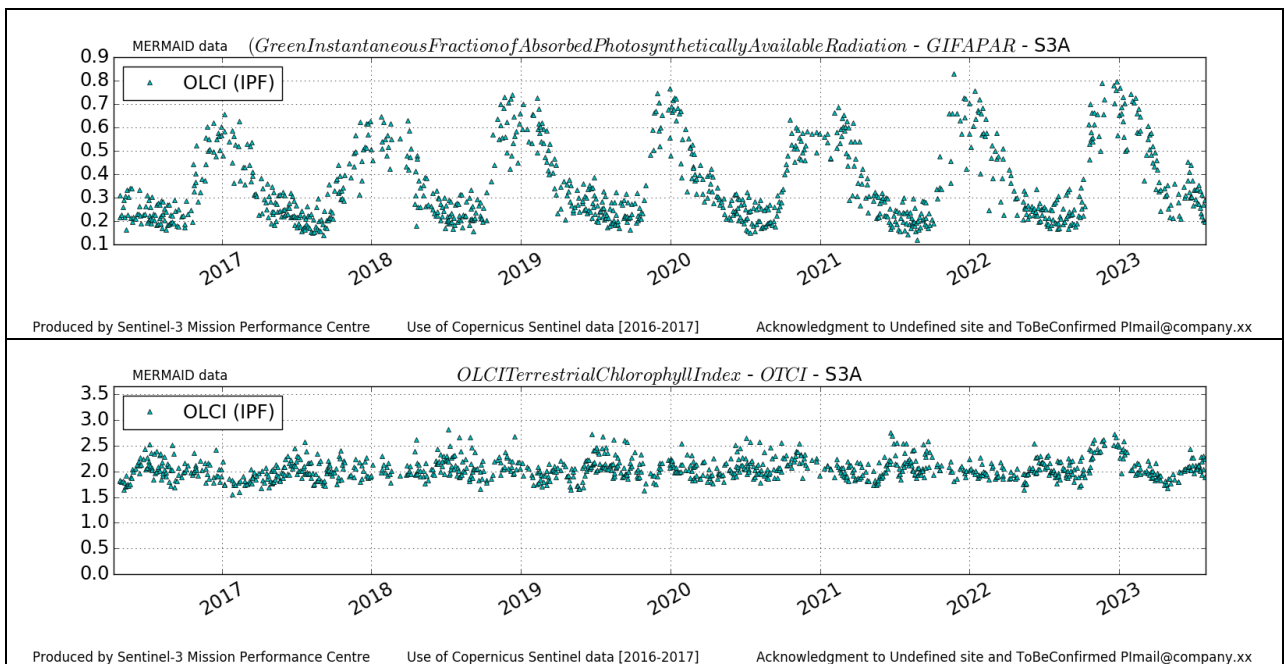 MERMAID data (GreenInstantaneousFractionofAbsorbedPhotosyntheticallyAvailableRadiation - GIFAPAR - S3A
OLCI (IPF)
0.9
0.8
0.7
0.6
0.5
0.4
0.3
0.2
0.1
2017 2018 2019 2020 2021 2022 2023
Produced by Sentinel-3 Mission Performance Centre Use of Copernicus Sentinel data [2016-2017] Acknowledgment to Undefined site and ToBeConfirmed PImail@company.xx
MERMAID data OLCITerrestrialChlorophyllIndex - OTCI - S3A
OLCI (IPF)
3.5
3.0
2.5
2.0
1.5
1.0
0.5
0.0
2017 2018 2019 2020 2021 2022 2023
Produced by Sentinel-3 Mission Performance Centre Use of Copernicus Sentinel data [2016-2017] Acknowledgment to Undefined site and ToBeConfirmed PImail@company.xx